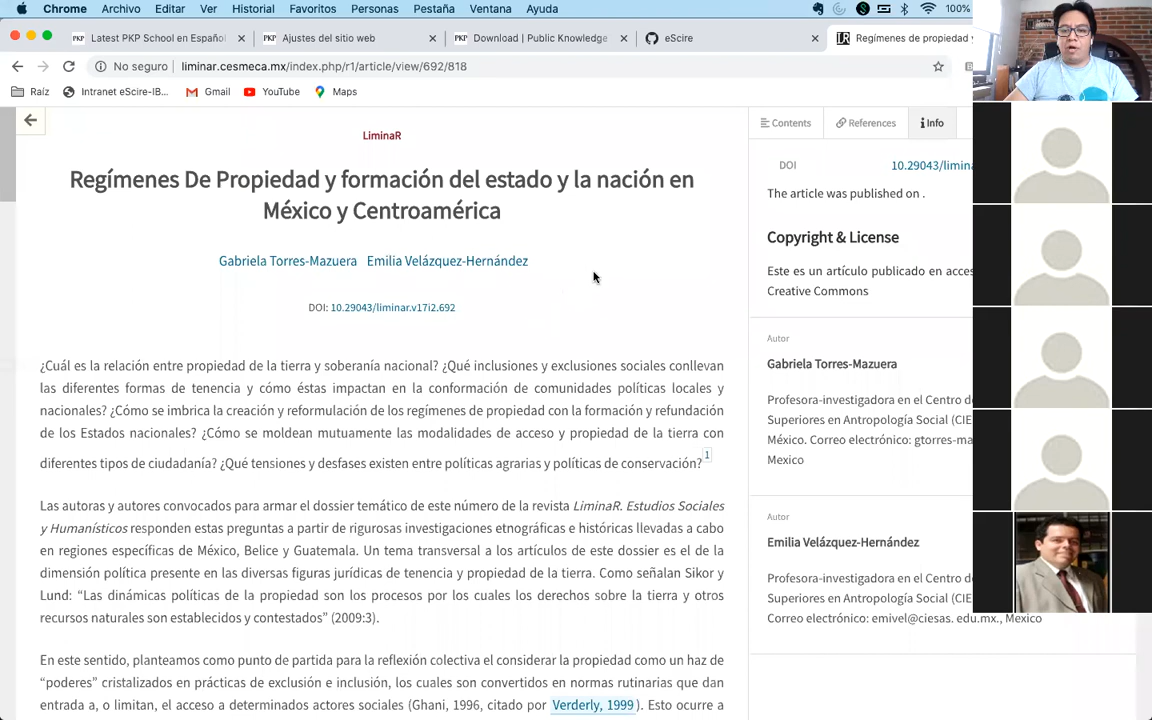 Chrome Archivo Editar Ver Historial Favoritos Personas Pestaña Ventana Ayuda 100%
PKP Latest PKP School en Español PKP Ajustes del sitio web PKP Download | Public Knowledge eScire LR Regímenes de propiedad y
No seguro liminar.cesmeca.mx/index.php/r1/article/view/692/818
Raíz Intranet eScire-IB... Gmail YouTube Maps
Contents References Info
LiminaR
Regímenes De Propiedad y formación del estado y la nación en
México y Centroamérica
Gabriela Torres-Mazuera Emilia Velázquez-Hernández
DOI: 10.29043/liminar.v17i2.692
¿Cuál es la relación entre propiedad de la tierra y soberanía nacional? ¿Qué inclusiones y exclusiones sociales conllevan
las diferentes formas de tenencia y cómo éstas impactan en la conformación de comunidades políticas locales y
nacionales? ¿Cómo se imbrica la creación y reformulación de los regímenes de propiedad con la formación y refundación
de los Estados nacionales? ¿Cómo se moldean mutuamente las modalidades de acceso y propiedad de la tierra con
diferentes tipos de ciudadanía? ¿Qué tensiones y desfases existen entre políticas agrarias y políticas de conservación?1
Las autoras y autores convocados para armar el dossier temático de este número de la revista LiminaR. Estudios Sociales
y Humanísticos responden estas preguntas a partir de rigurosas investigaciones etnográficas e históricas llevadas a cabo
en regiones específicas de México, Belice y Guatemala. Un tema transversal a los artículos de este dossier es el de la
dimensión política presente en las diversas figuras jurídicas de tenencia y propiedad de la tierra. Como señalan Sikor y
Lund: “Las dinámicas políticas de la propiedad son los procesos por los cuales los derechos sobre la tierra y otros
recursos naturales son establecidos y contestados” (2009:3).
En este sentido, planteamos como punto de partida para la reflexión colectiva el considerar la propiedad como un haz de
“poderes” cristalizados en prácticas de exclusión e inclusión, los cuales son convertidos en normas rutinarias que dan
entrada a, o limitan, el acceso a determinados actores sociales (Ghani, 1996, citado por Verderly, 1999). Esto ocurre a
DOI 10.29043/limina
The article was published on .
Copyright & License
Este es un artículo publicado en acces
Creative Commons
Autor
Gabriela Torres-Mazuera
Profesora-investigadora en el Centro de
Superiores en Antropología Social (CIE
México. Correo electrónico: gtorres-ma
Mexico
Autor
Emilia Velázquez-Hernández
Profesora-investigadora en el Centro de
Superiores en Antropología Social (CIE
Correo electrónico: emivel@ciesas. edu.mx., Mexico